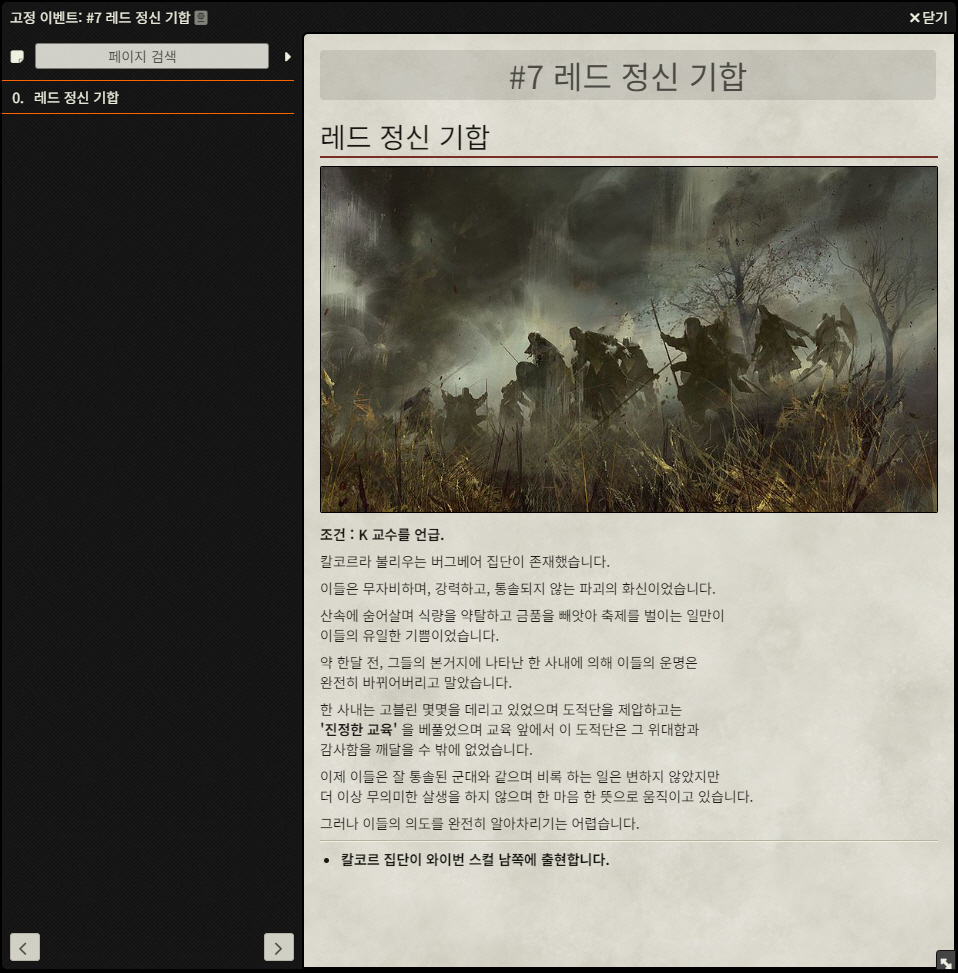 고정 이벤트: #7 레드 정신 기합
닫기
페이지 검색
0. 레드 정신 기합
#7 레드 정신 기합
레드 정신 기합
조건 : K 교수를 언급.
칼코르라 불리우는 버그베어 집단이 존재했습니다.
이들은 무자비하며, 강력하고, 통솔되지 않는 파괴의 화신이었습니다.
산속에 숨어살며 식량을 약탈하고 금품을 빼앗아 축제를 벌이는 일만이
이들의 유일한 기쁨이었습니다.
약 한달 전, 그들의 본거지에 나타난 한 사내에 의해 이들의 운명은
완전히 바뀌어버리고 말았습니다.
한 사내는 고블린 몇몇을 데리고 있었으며 도적단을 제압하고는
'진정한 교육' 을 베풀었으며 교육 앞에서 이 도적단은 그 위대함과
감사함을 깨달을 수 밖에 없었습니다.
이제 이들은 잘 통솔된 군대와 같으며 비록 하는 일은 변하지 않았지만
더 이상 무의미한 살생을 하지 않으며 한 마음 한 뜻으로 움직이고 있습니다.
그러나 이들의 의도를 완전히 알아차리기는 어렵습니다.
• 칼코르 집단이 와이번 스컬 남쪽에 출현합니다.